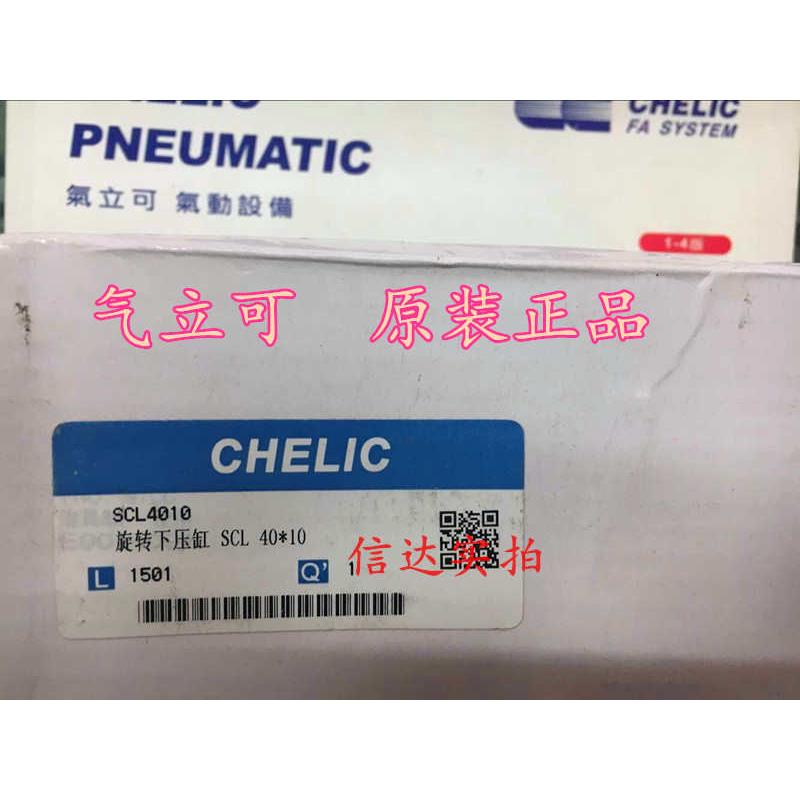 CHELIC
FA SYSTEM
PNEUMATIC
氣立可 氣動設備
1-4版
气立可 原装正品
CHELIC
SCL4010
旋转下压缸 SCL 40*10
L 1501 Q' 1
信达实拍